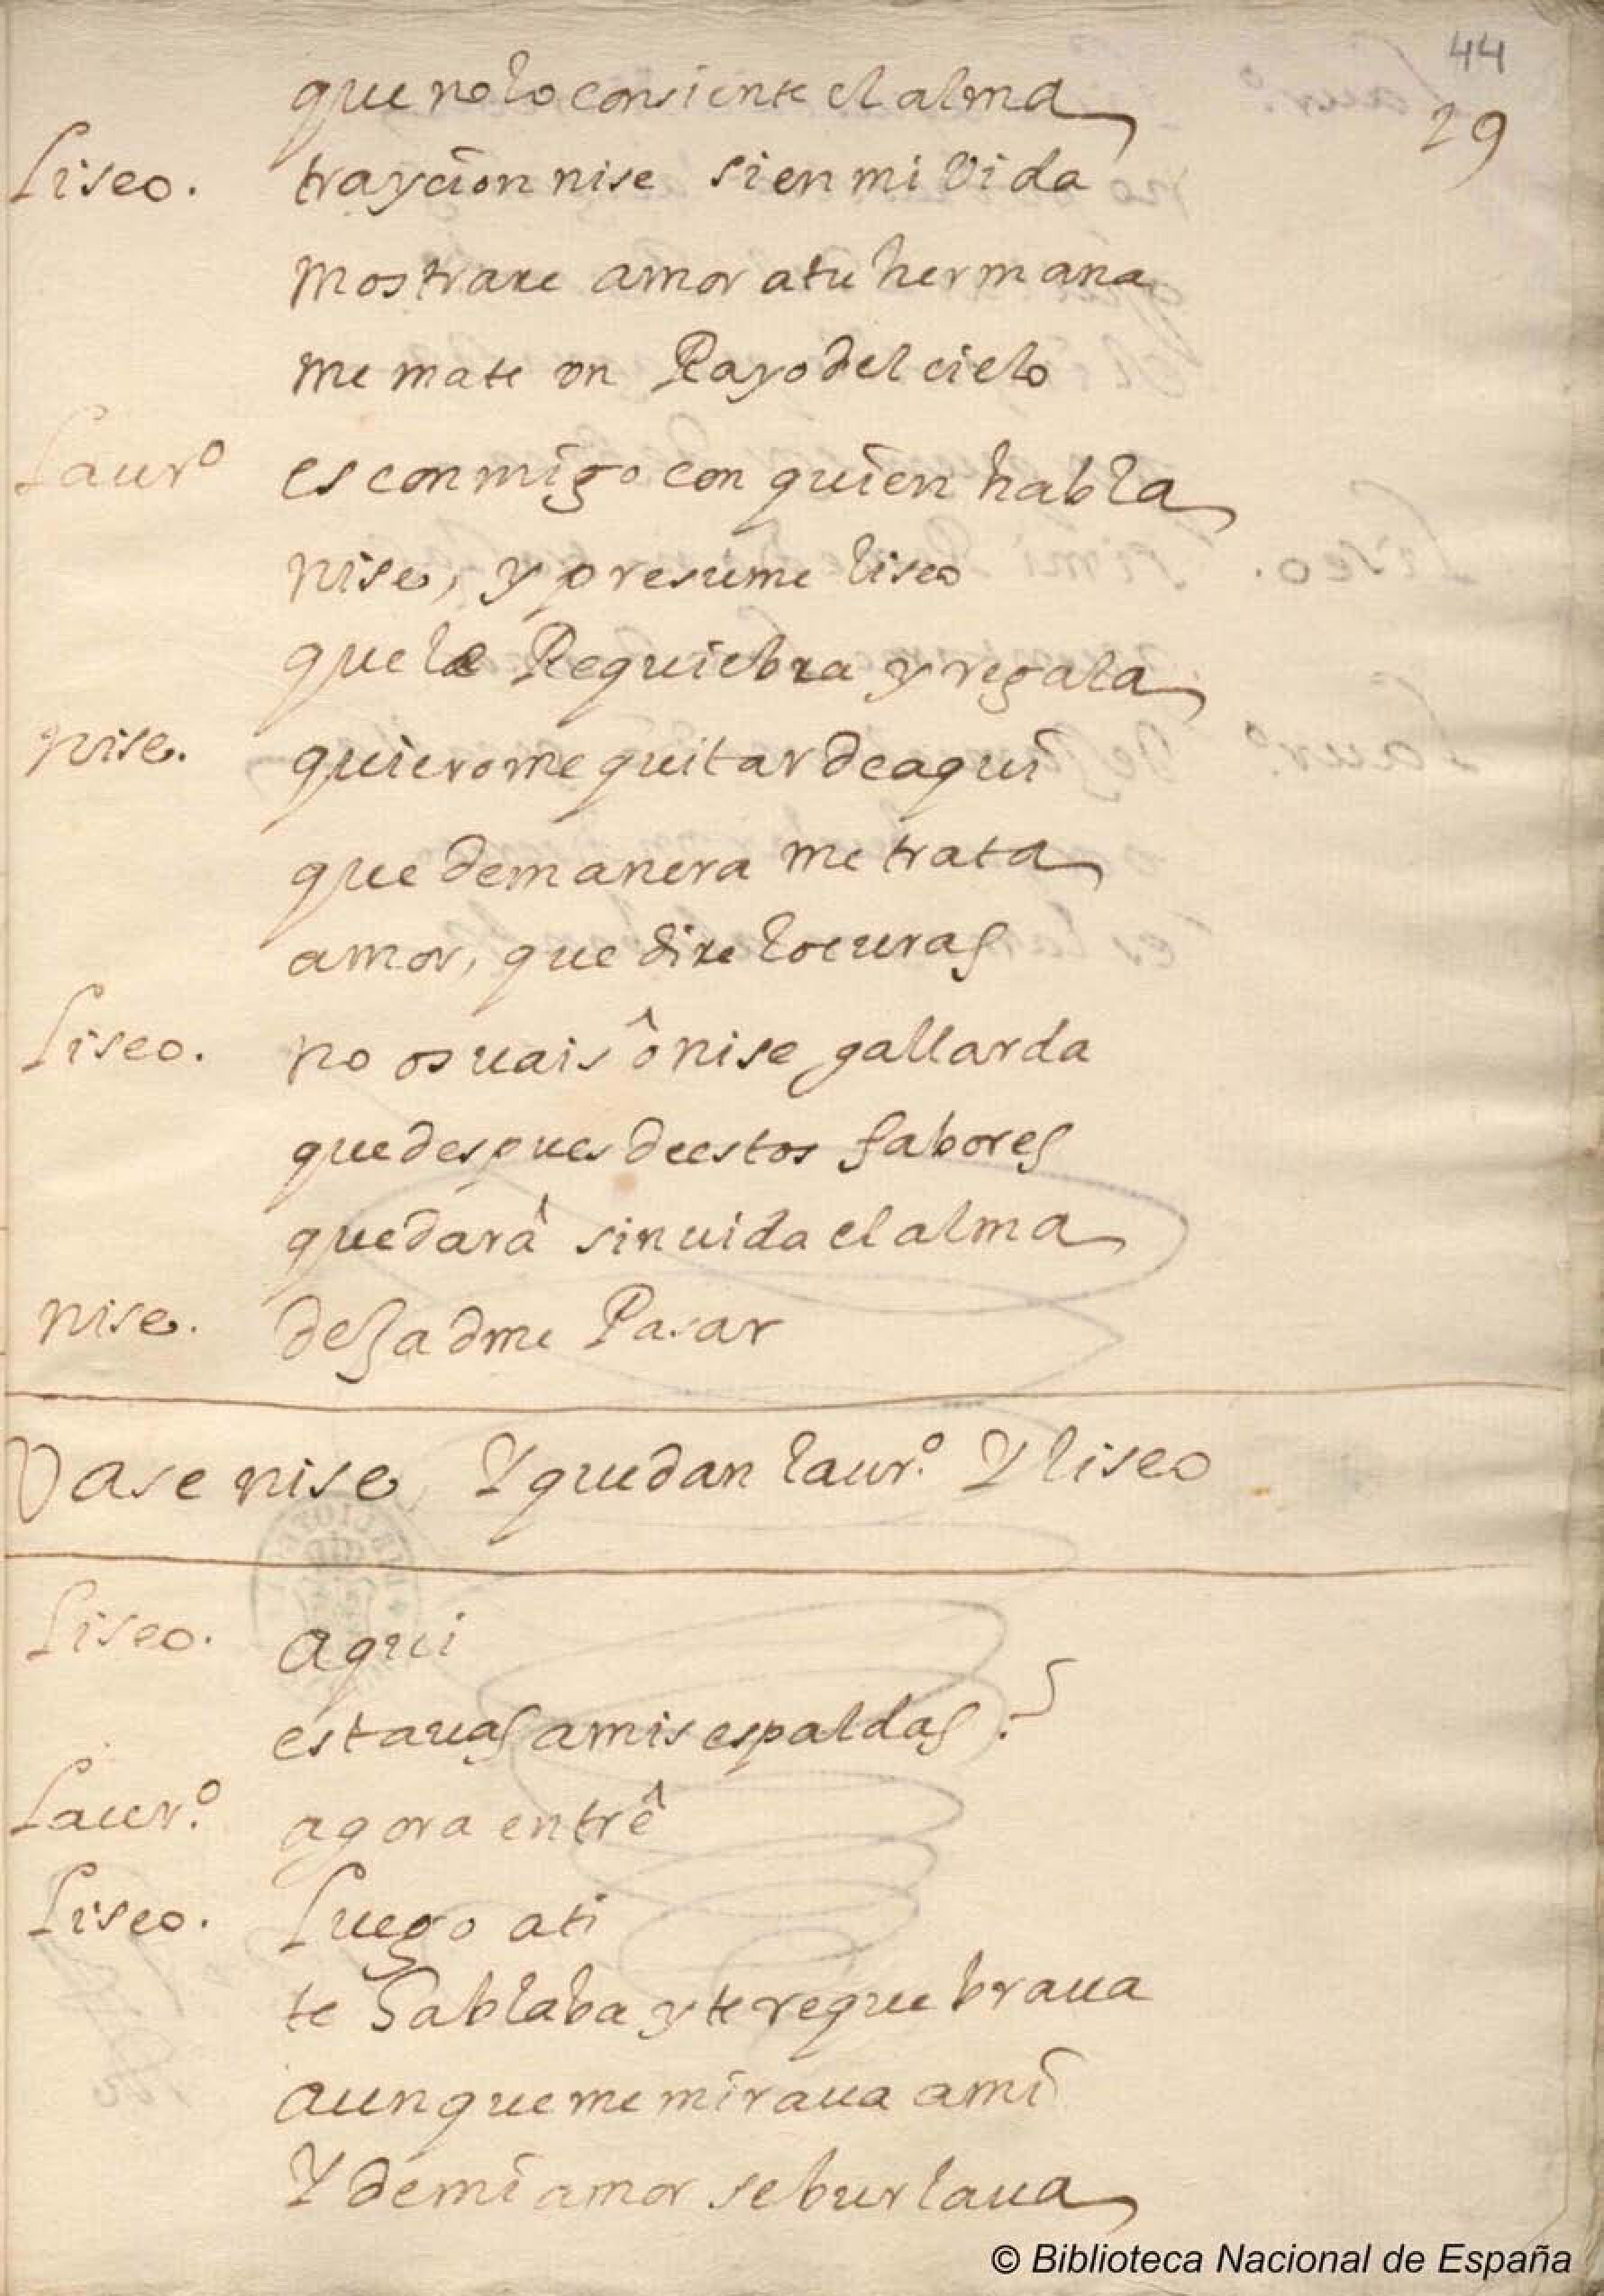 44
29
que no lo consiente el alma
Liseo. traycion nise si en mi vida
mostrare amor a tu hermana
me mate vn Rayo del cielo
Laur.º es conmigo con quien habla
nise, y presume liseo
que la Requiebra y regala
nise. quierome quitar de aqui
que de manera me trata
amor, que dire locuras
Liseo. no os uais ô nise gallarda
que despues de estos fabores
quedarâ sin uida el alma
nise. dejadme Pasar
Vase nise, Y quedan laur.º Y liseo
Liseo. aqui
estauas a mis espaldas?
Laur.º agora entrê
Liseo. Luego a ti
te hablaba y te requebraua
aunque me miraua a mi
Y de mi amor se burlaua
© Biblioteca Nacional de España